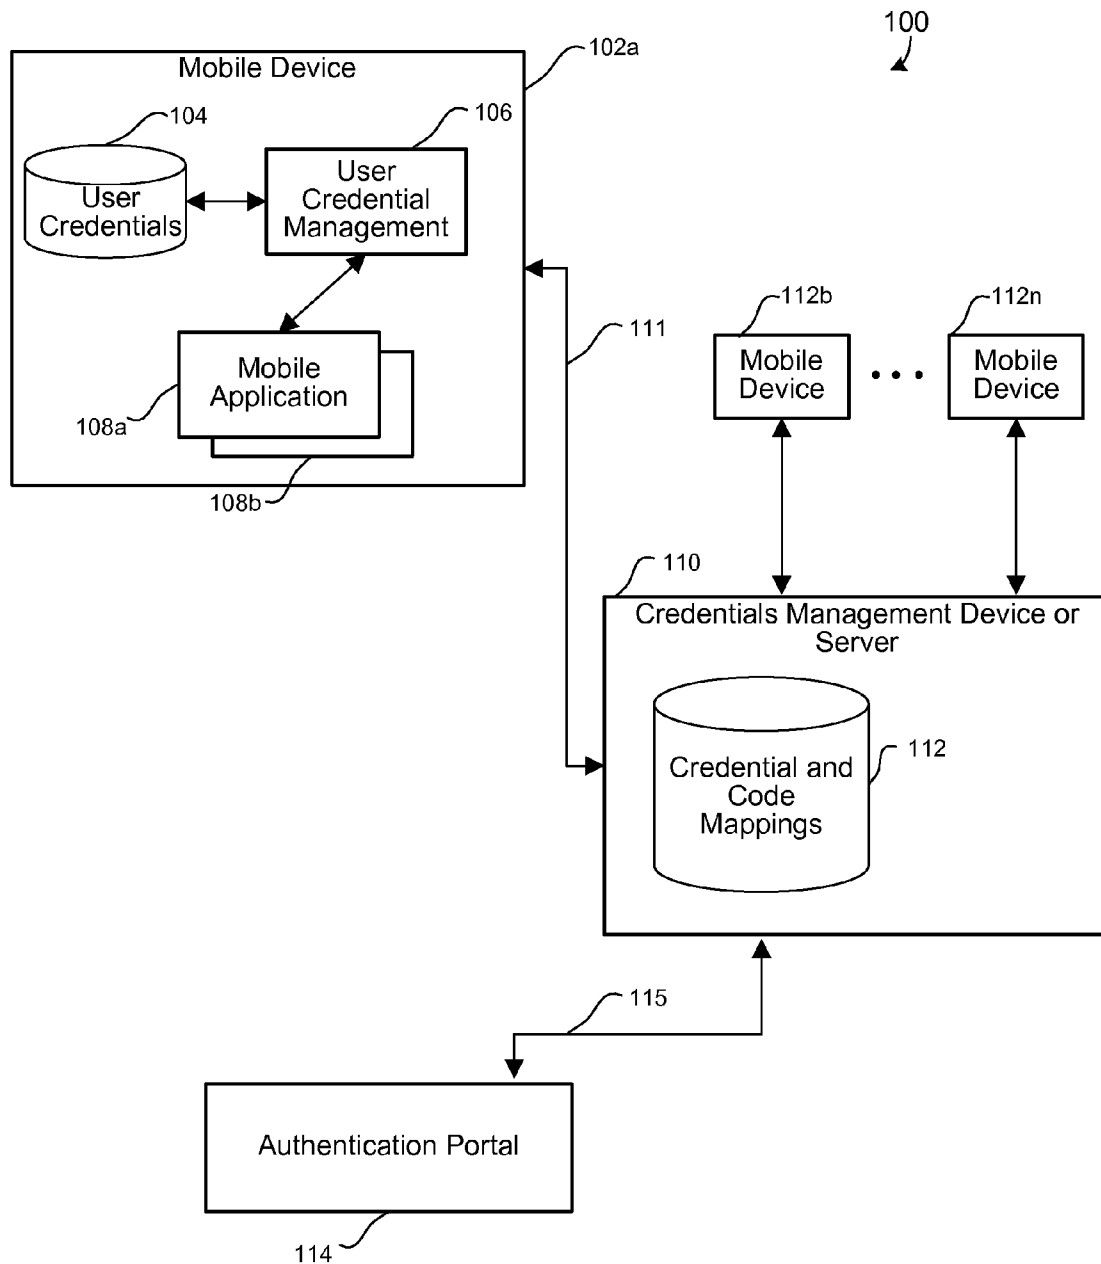 100
102a
Mobile Device
104
106
User
Credentials
User
Credential
Management
111
112b
112n
Mobile
Device
Mobile
Device
Mobile
Application
108a
108b
110
Credentials Management Device or
Server
112
Credential and
Code
Mappings
115
Authentication Portal
114